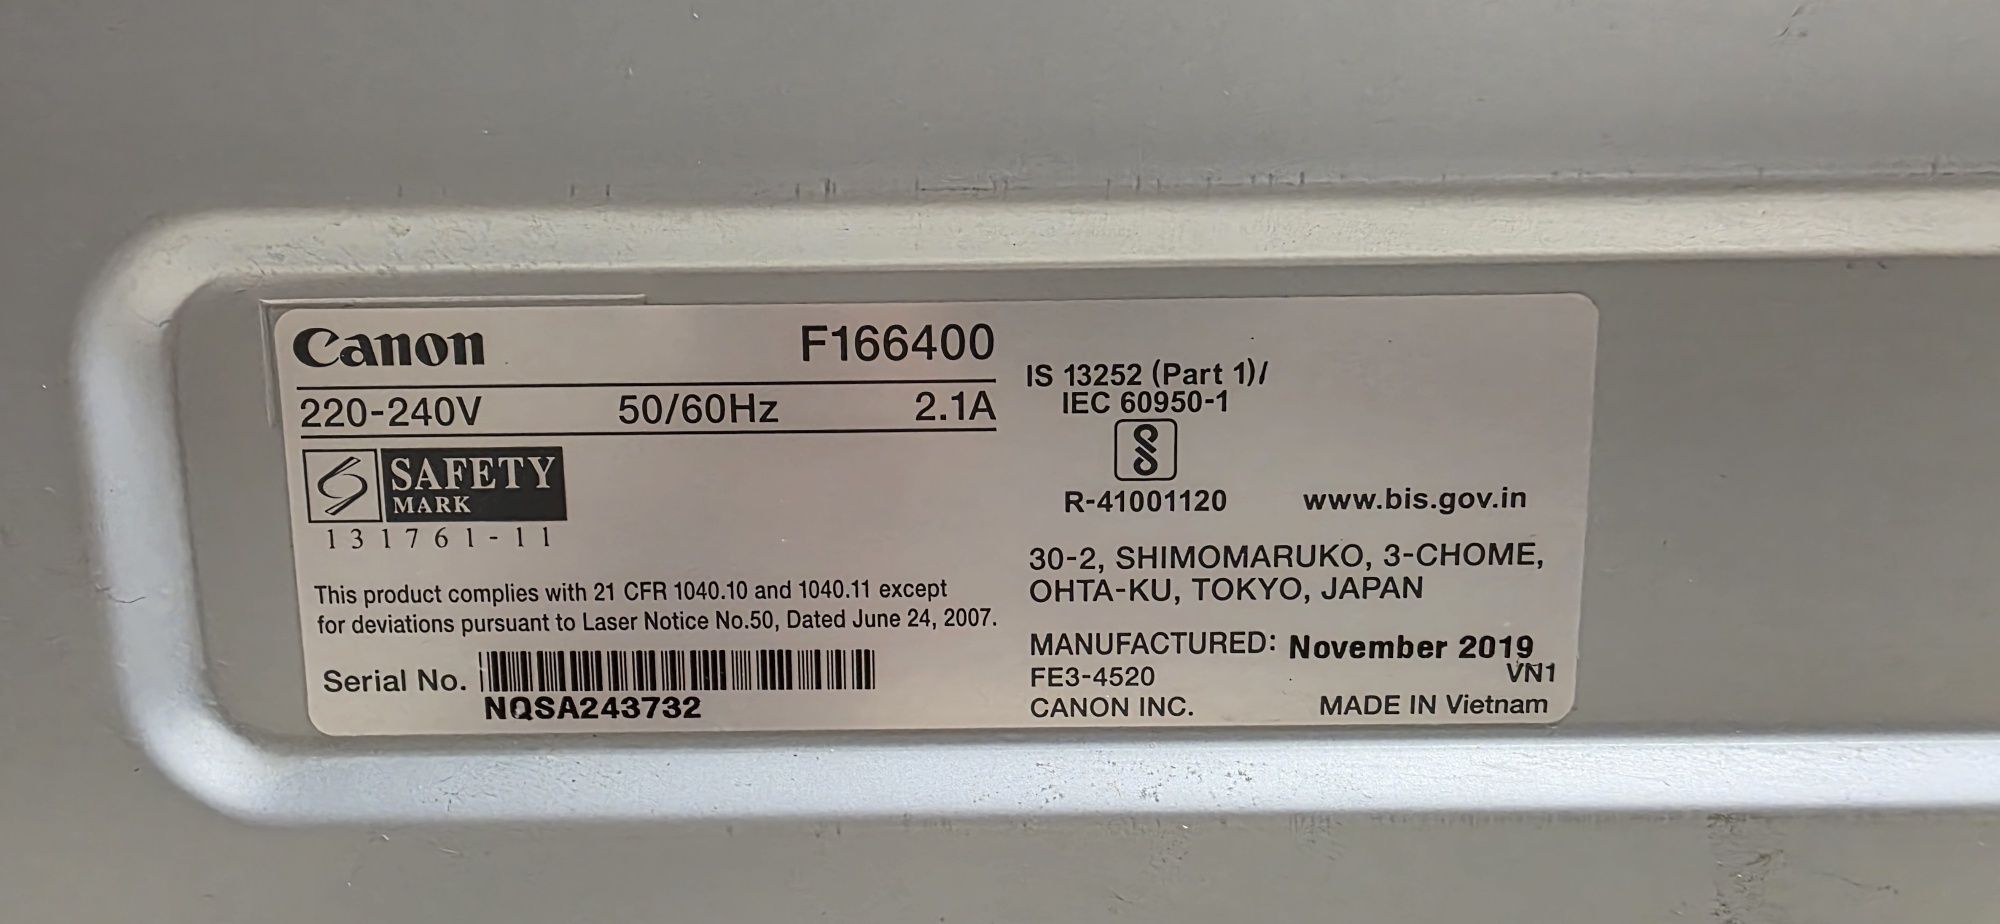 Canon F166400
220-240V 50/60Hz 2.1A
SAFETY
MARK
131761-11
This product complies with 21 CFR 1040.10 and 1040.11 except
for deviations pursuant to Laser Notice No.50, Dated June 24, 2007.
Serial No.
NQSA243732
IS 13252 (Part 1)/
IEC 60950-1
R-41001120 www.bis.gov.in
30-2, SHIMOMARUKO, 3-CHOME,
OHTA-KU, TOKYO, JAPAN
MANUFACTURED: November 2019
FE3-4520 VN1
CANON INC. MADE IN Vietnam